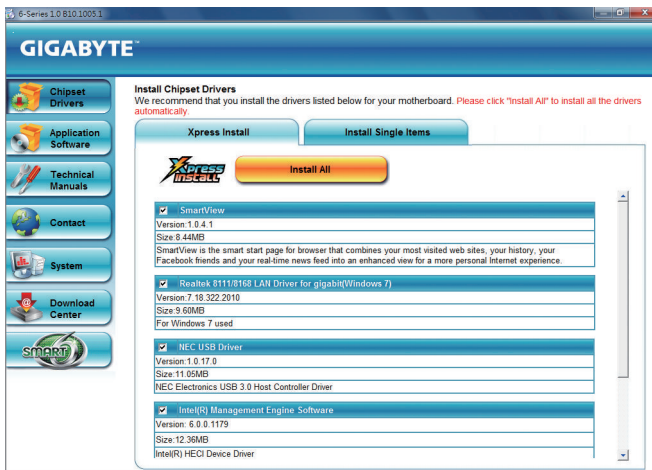 6-Series 1.0 B10.1005.1
GIGABYTE™
Chipset
Drivers
Application
Software
Technical
Manuals
Contact
System
Download
Center
SMART6
Install Chipset Drivers
We recommend that you install the drivers listed below for your motherboard. Please click "Install All" to install all the drivers
automatically.
Xpress Install
Install Single Items
Xpress
INSTALL
Install All
SmartView
Version:1.0.4.1
Size:8.44MB
SmartView is the smart start page for browser that combines your most visited web sites, your history, your
Facebook friends and your real-time news feed into an enhanced view for a more personal Internet experience.
Realtek 8111/8168 LAN Driver for gigabit(Windows 7)
Version:7.18.322.2010
Size:9.60MB
For Windows 7 used
NEC USB Driver
Version:1.0.17.0
Size:11.05MB
NEC Electronics USB 3.0 Host Controller Driver
Intel(R) Management Engine Software
Version: 6.0.0.1179
Size:12.36MB
Intel(R) HECI Device Driver